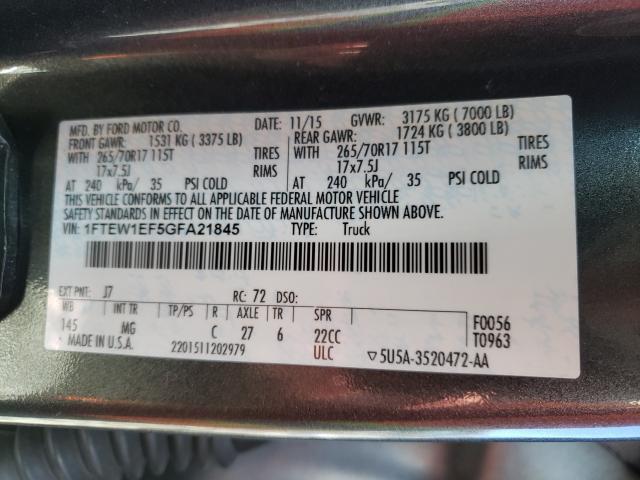 MFD. BY FORD MOTOR CO. DATE: 11/15 GVWR: 3175 KG ( 7000 LB)
FRONT GAWR: 1531 KG ( 3375 LB) REAR GAWR: 1724 KG ( 3800 LB)
WITH 265/70R17 115T TIRES WITH 265/70R17 115T TIRES
17x7.5J RIMS 17x7.5J RIMS
AT 240 kPa/ 35 PSI COLD AT 240 kPa/ 35 PSI COLD
THIS VEHICLE CONFORMS TO ALL APPLICABLE FEDERAL MOTOR VEHICLE
SAFETY STANDARDS IN EFFECT ON THE DATE OF MANUFACTURE SHOWN ABOVE.
VIN: 1FTEW1EF5GFA21845 TYPE: Truck
EXT PNT: J7 RC: 72 DSO:
WB INT TR TP/PS R AXLE TR SPR
145 MG C 27 6 22CC F0056
MADE IN U.S.A. 2201511202979 ULC T0963
▽5U5A-3520472-AA